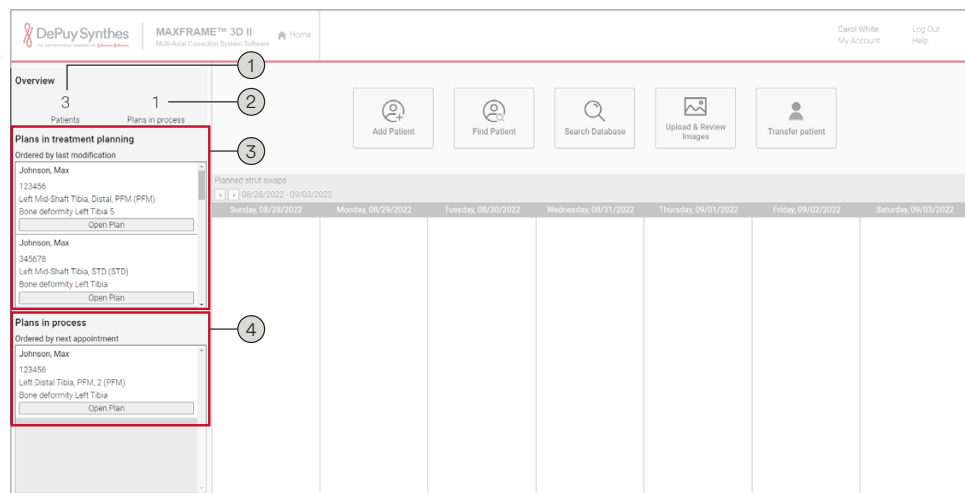 DePuy Synthes
THE ORTHOPAEDICS COMPANY OF Johnson & Johnson
MAXFRAME™ 3D II
Multi-Axial Correction System Software
Home
Carol White
My Account
Log Out
Help
1
Overview
3
Patients
1
Plans in process
2
Add Patient
Find Patient
Search Database
Upload & Review
Images
Transfer patient
Plans in treatment planning
3
Ordered by last modification
Johnson, Max
123456
Left Mid-Shaft Tibia, Distal, PFM (PFM)
Bone deformity Left Tibia 5
Open Plan
Johnson, Max
345678
Left Mid-Shaft Tibia, STD (STD)
Bone deformity Left Tibia
Open Plan
Plans in process
4
Ordered by next appointment
Johnson, Max
123456
Left Distal Tibia, PFM, 2 (PFM)
Bone deformity Left Tibia
Open Plan
Planned strut swaps
08/28/2022 - 09/03/2022
Sunday, 08/28/2022
Monday, 08/29/2022
Tuesday, 08/30/2022
Wednesday, 08/31/2022
Thursday, 09/01/2022
Friday, 09/02/2022
Saturday, 09/03/2022